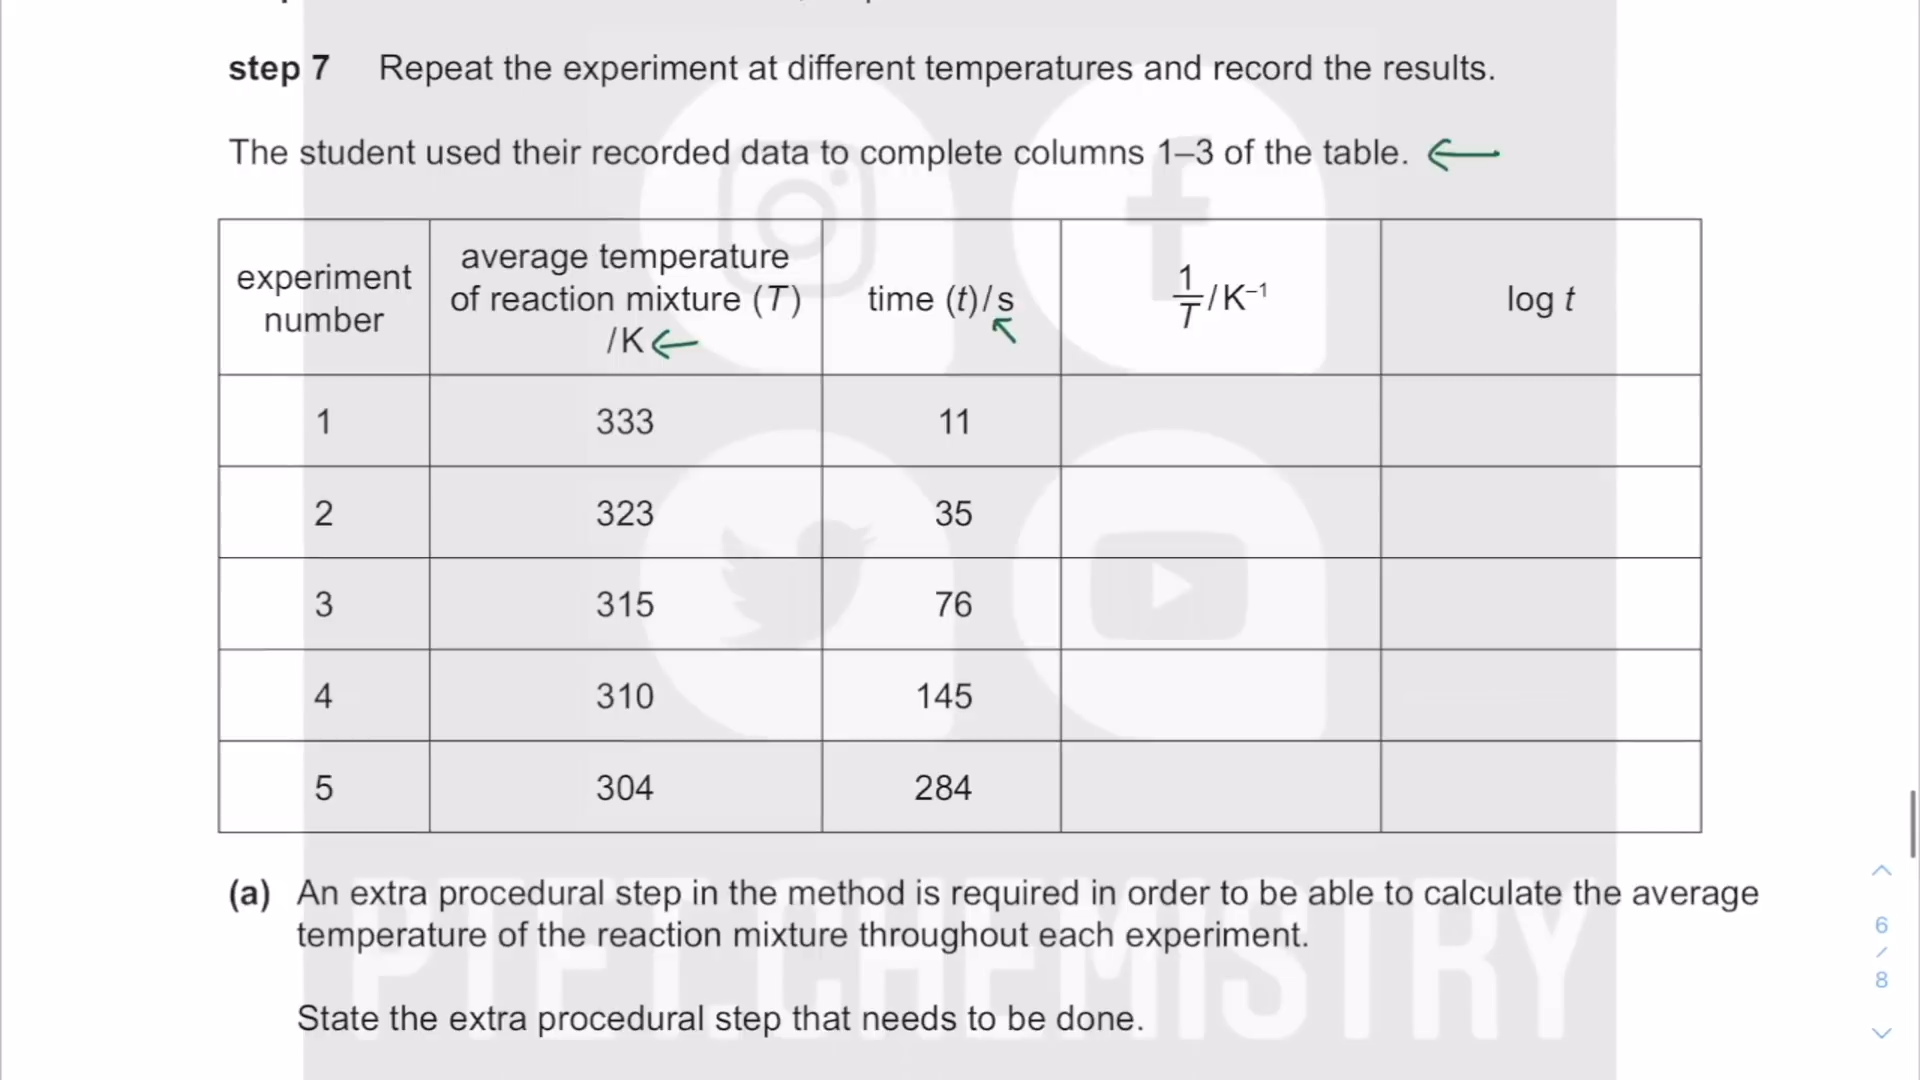 step 7 Repeat the experiment at different temperatures and record the results.
The student used their recorded data to complete columns 1–3 of the table.
experiment number
average temperature of reaction mixture (T) /K
time (t)/s
1/T /K⁻¹
log t
1 333 11
2 323 35
3 315 76
4 310 145
5 304 284
(a) An extra procedural step in the method is required in order to be able to calculate the average
temperature of the reaction mixture throughout each experiment.
State the extra procedural step that needs to be done.
6
/
8